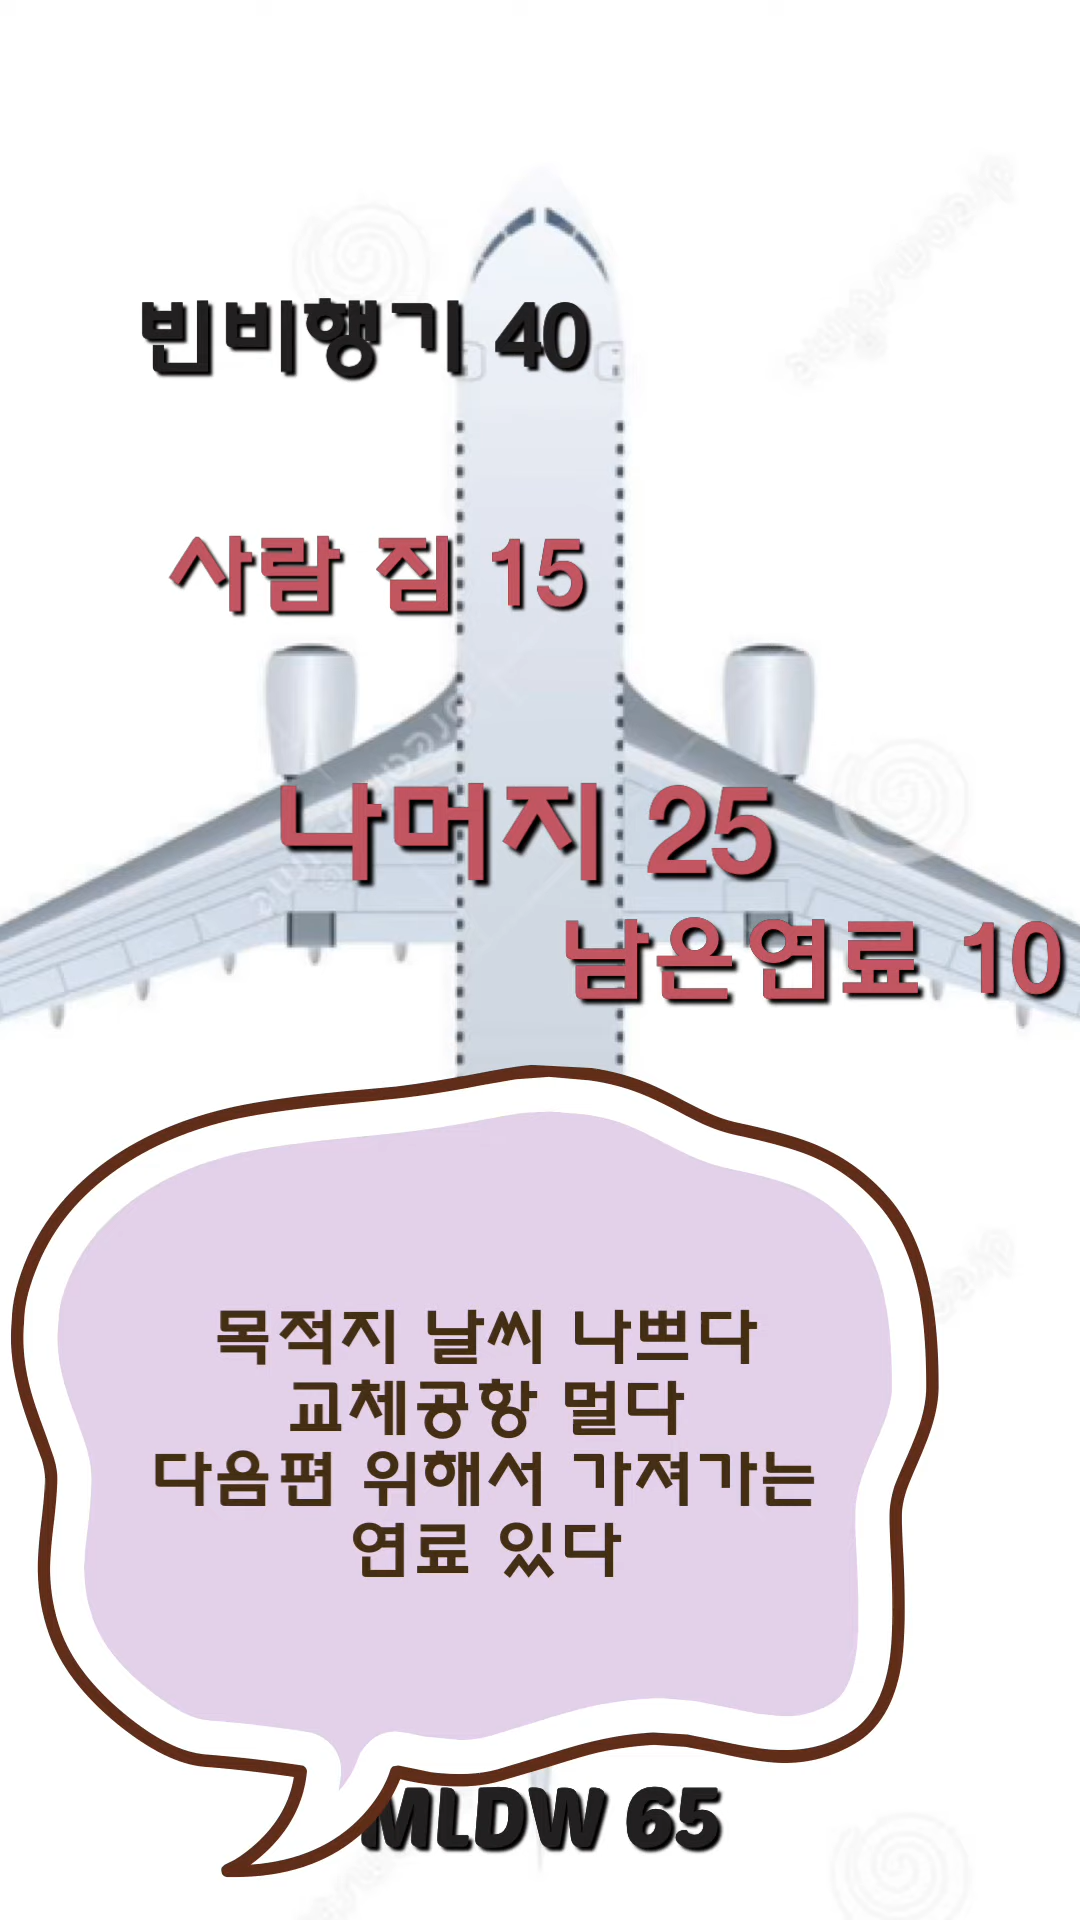 빈비행기 40
사람 짐 15
나머지 25
남은연료 10
목적지 날씨 나쁘다
교체공항 멀다
다음편 위해서 가져가는
연료 있다
MLDW 65